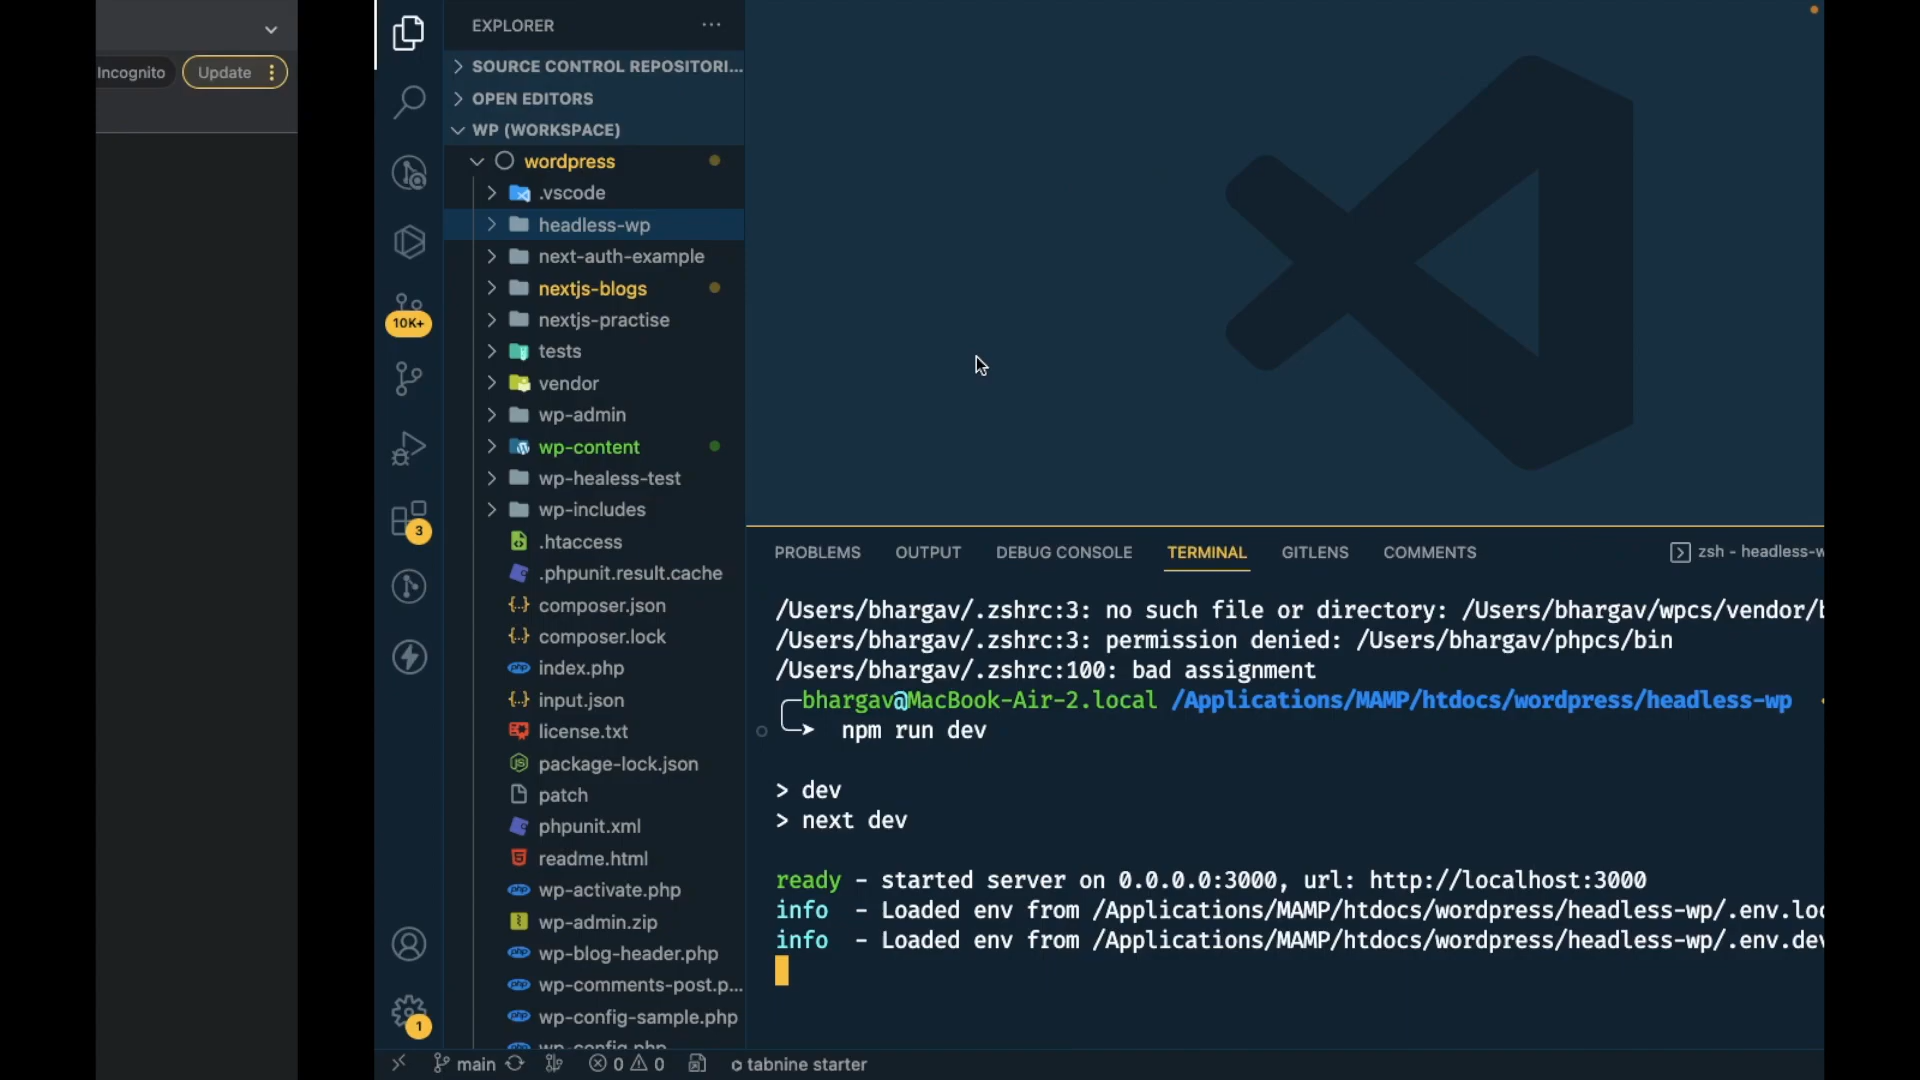 Incognito
Update
EXPLORER
SOURCE CONTROL REPOSITORI...
OPEN EDITORS
WP (WORKSPACE)
wordpress
.vscode
headless-wp
next-auth-example
nextjs-blogs
nextjs-practise
10K+
tests
vendor
wp-admin
wp-content
wp-healess-test
wp-includes
3
.htaccess
.phpunit.result.cache
composer.json
composer.lock
index.php
input.json
license.txt
package-lock.json
patch
phpunit.xml
readme.html
wp-activate.php
wp-admin.zip
wp-blog-header.php
wp-comments-post.p...
wp-config-sample.php
1
wp-config.php
PROBLEMS OUTPUT DEBUG CONSOLE TERMINAL GITLENS COMMENTS zsh - headless-w
/Users/bhargav/.zshrc:3: no such file or directory: /Users/bhargav/wpcs/vendor/b
/Users/bhargav/.zshrc:3: permission denied: /Users/bhargav/phpcs/bin
/Users/bhargav/.zshrc:100: bad assignment
bhargav@MacBook-Air-2.local /Applications/MAMP/htdocs/wordpress/headless-wp
npm run dev
> dev
> next dev
ready - started server on 0.0.0.0:3000, url: http://localhost:3000
info - Loaded env from /Applications/MAMP/htdocs/wordpress/headless-wp/.env.loc
info - Loaded env from /Applications/MAMP/htdocs/wordpress/headless-wp/.env.dev
main 0 0 tabnine starter